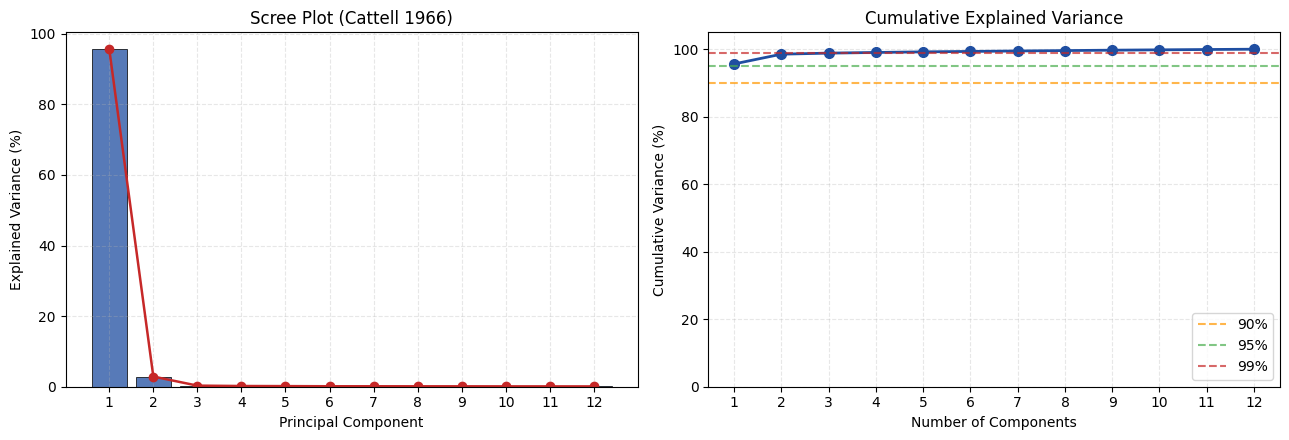 Scree Plot (Cattell 1966)
Explained Variance (%)
100
80
60
40
20
0
1 2 3 4 5 6 7 8 9 10 11 12
Principal Component
Cumulative Explained Variance
Cumulative Variance (%)
100
80
60
40
20
0
90%
95%
99%
1 2 3 4 5 6 7 8 9 10 11 12
Number of Components